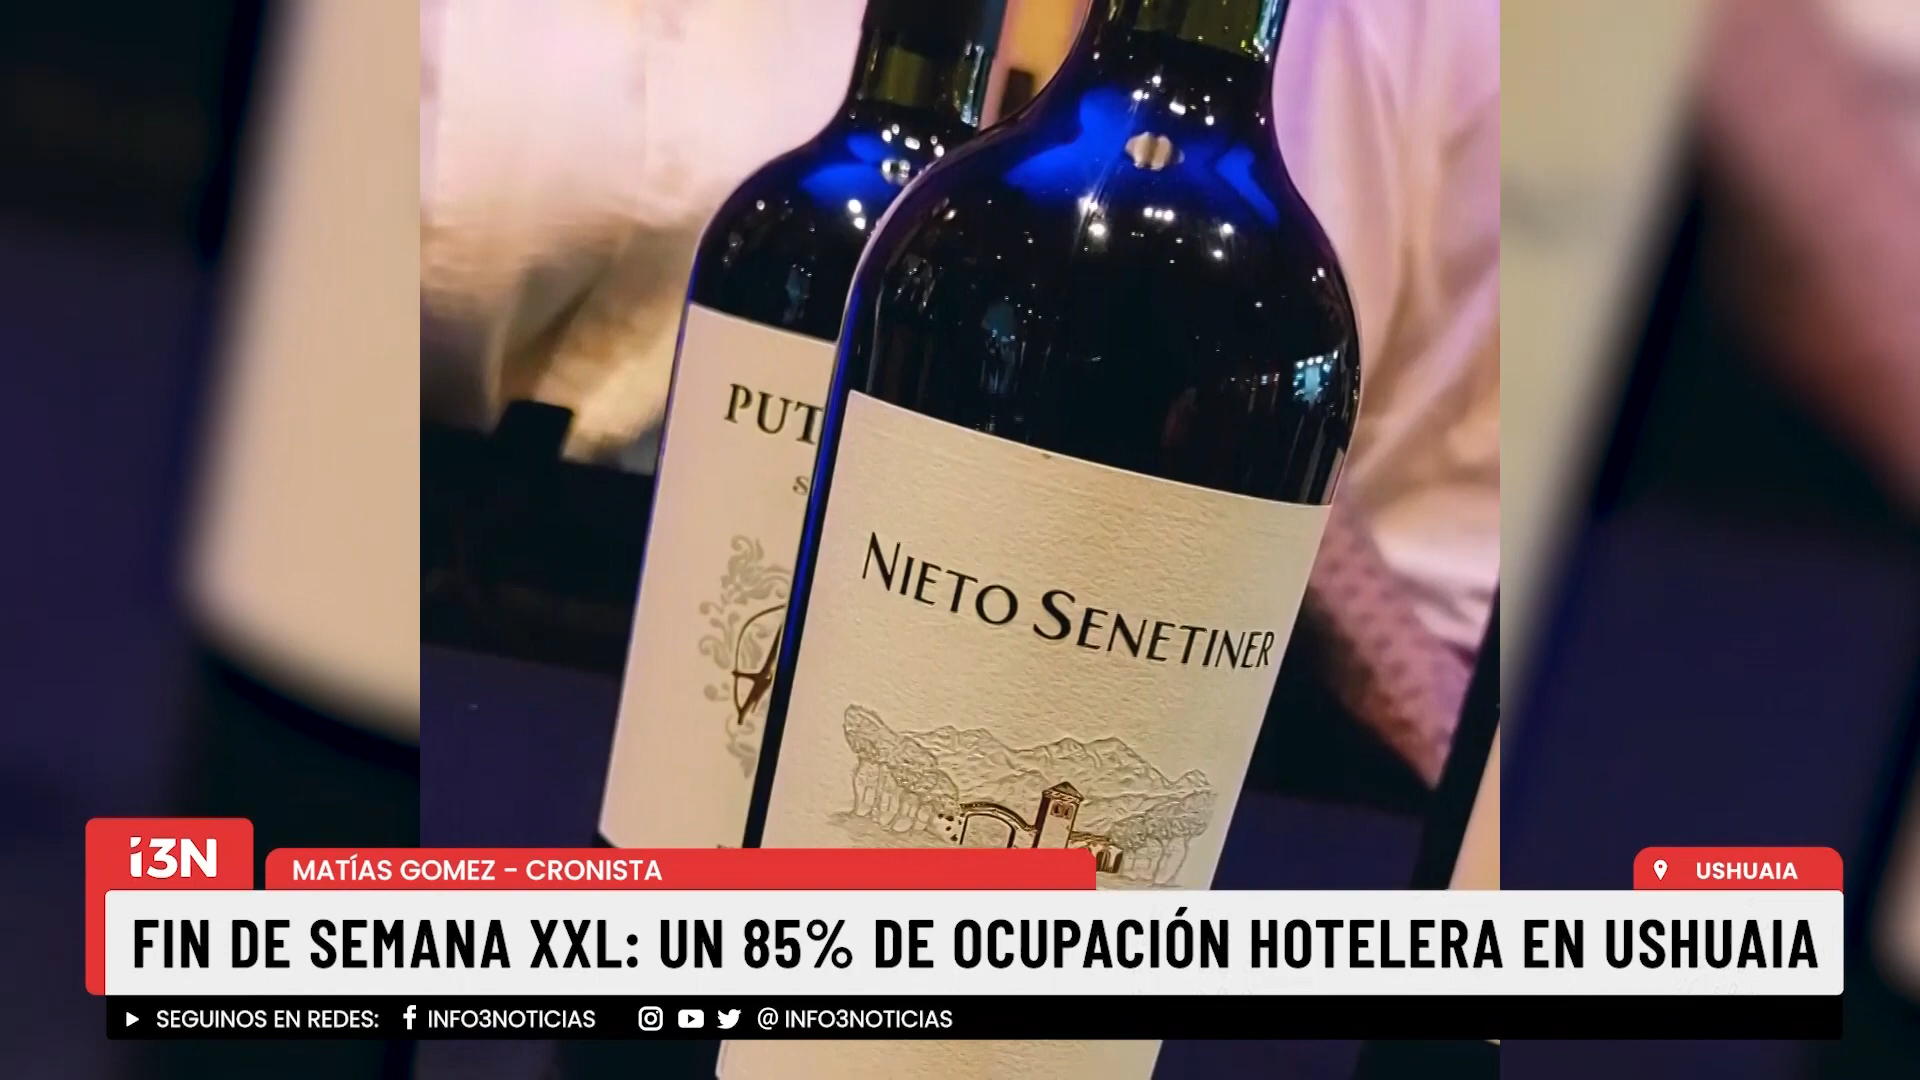 NIETO SENETINER
i3N
MATÍAS GOMEZ - CRONISTA
USHUAIA
FIN DE SEMANA XXL: UN 85% DE OCUPACIÓN HOTELERA EN USHUAIA
SEGUINOS EN REDES: INFO3NOTICIAS @INFO3NOTICIAS